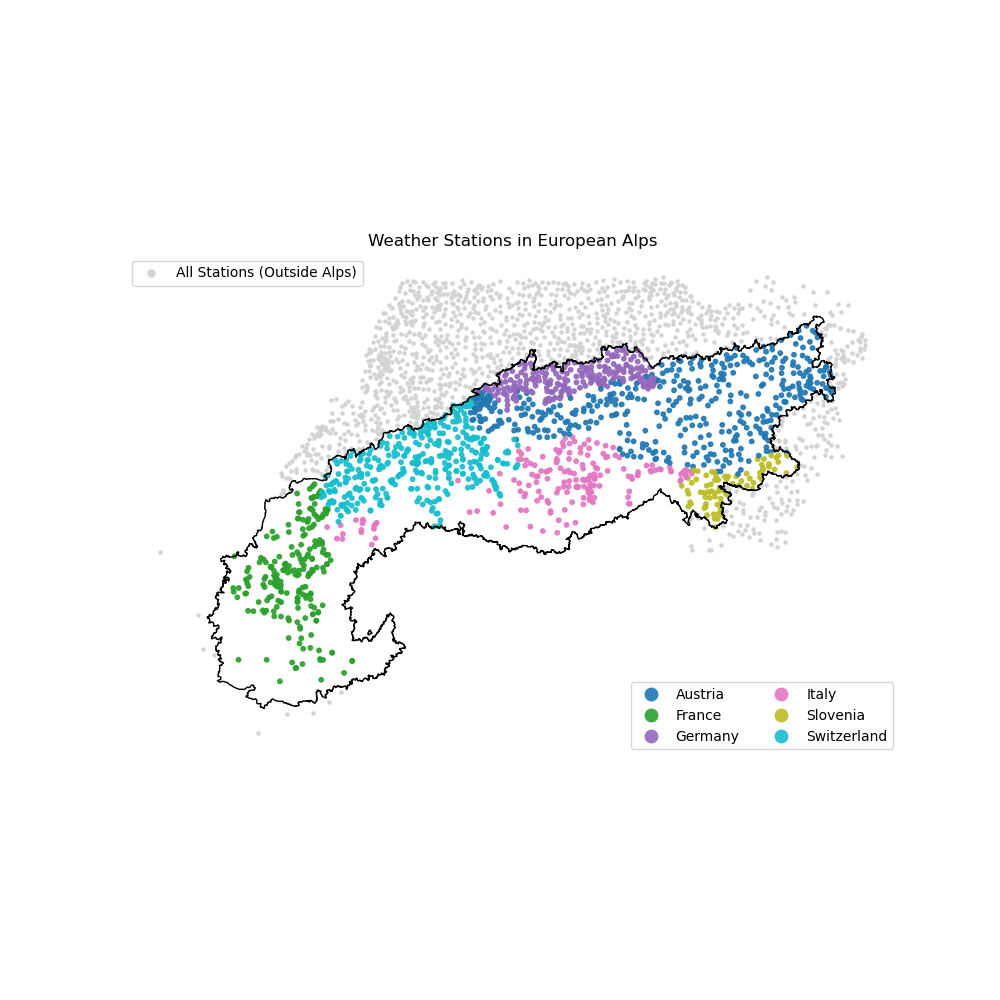 Weather Stations in European Alps
All Stations (Outside Alps)
Austria
France
Germany
Italy
Slovenia
Switzerland